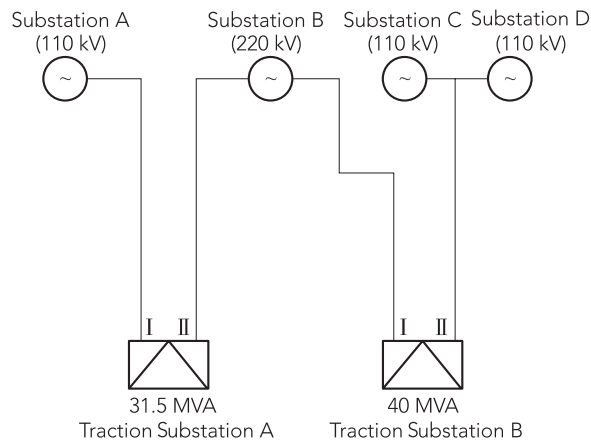 Substation A
(110 kV)
Substation B
(220 kV)
Substation C
(110 kV)
Substation D
(110 kV)
~
~
~
~
I
II
I
II
31.5 MVA
Traction Substation A
40 MVA
Traction Substation B